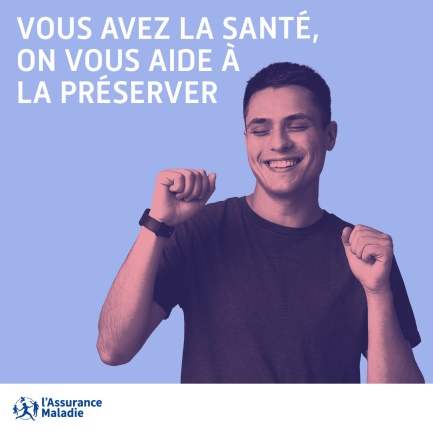 VOUS AVEZ LA SANTÉ,
ON VOUS AIDE À
LA PRÉSERVER
l'Assurance
Maladie